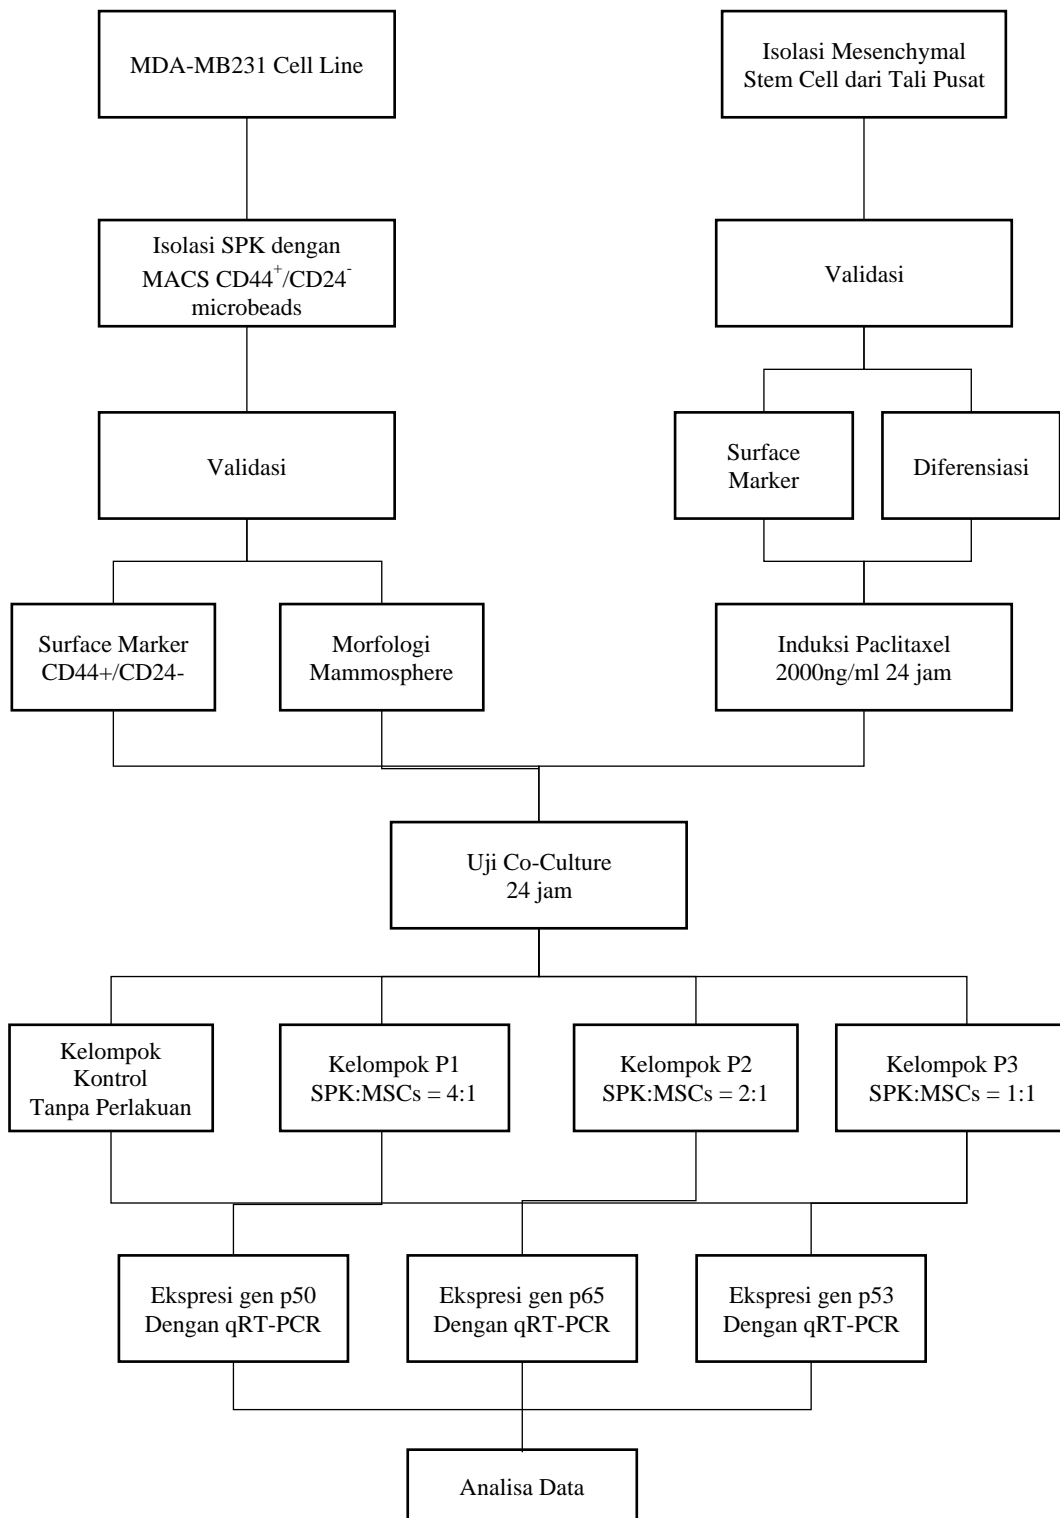 MDA-MB231 Cell Line
Isolasi Mesenchymal
Stem Cell dari Tali Pusat
Isolasi SPK dengan
MACS CD44⁺/CD24⁻
microbeads
Validasi
Validasi
Surface
Marker
Diferensiasi
Surface Marker
CD44+/CD24-
Morfologi
Mammosphere
Induksi Paclitaxel
2000ng/ml 24 jam
Uji Co-Culture
24 jam
Kelompok
Kontrol
Tanpa Perlakuan
Kelompok P1
SPK:MSCs = 4:1
Kelompok P2
SPK:MSCs = 2:1
Kelompok P3
SPK:MSCs = 1:1
Ekspresi gen p50
Dengan qRT-PCR
Ekspresi gen p65
Dengan qRT-PCR
Ekspresi gen p53
Dengan qRT-PCR
Analisa Data